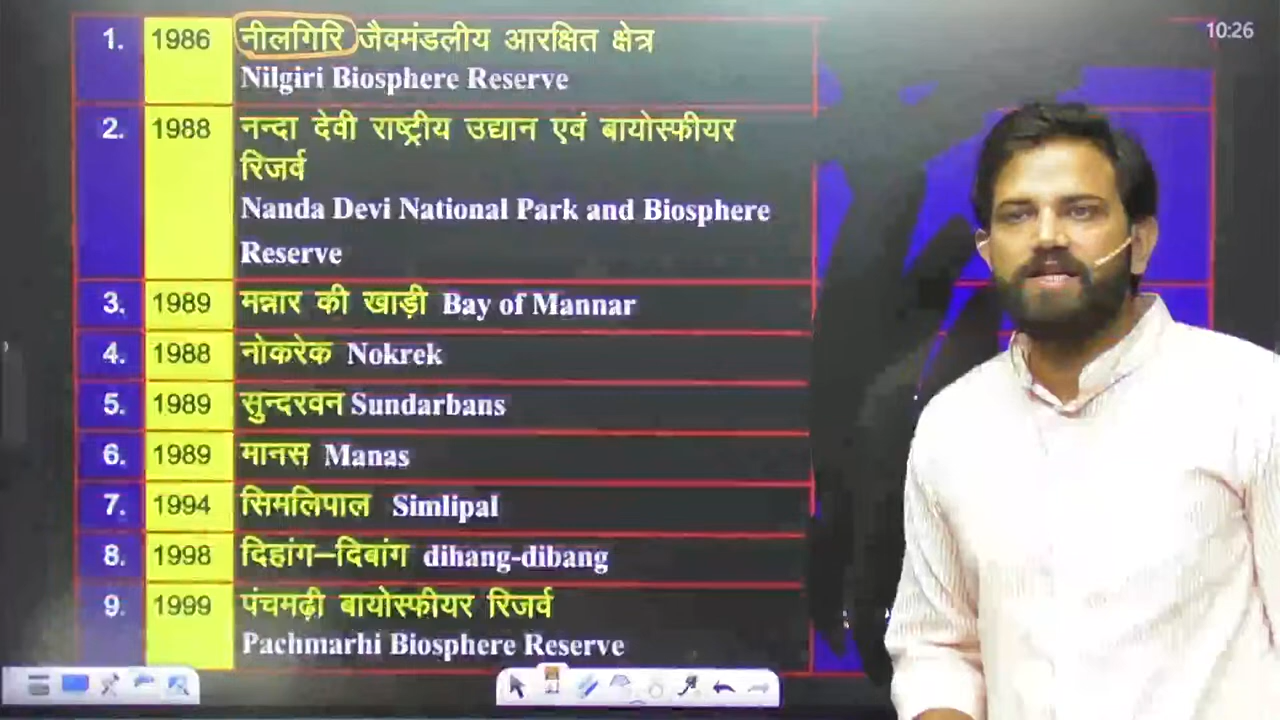 10:26
1. 1986 नीलगिरि जैवमंडलीय आरक्षित क्षेत्र
Nilgiri Biosphere Reserve
2. 1988 नन्दा देवी राष्ट्रीय उद्यान एवं बायोस्फीयर
रिजर्व
Nanda Devi National Park and Biosphere
Reserve
3. 1989 मन्नार की खाड़ी Bay of Mannar
4. 1988 नोकरेक Nokrek
5. 1989 सुन्दरवन Sundarbans
6. 1989 मानस Manas
7. 1994 सिमलिपाल Simlipal
8. 1998 दिहांग–दिबांग dihang-dibang
9. 1999 पंचमढ़ी बायोस्फीयर रिजर्व
Pachmarhi Biosphere Reserve